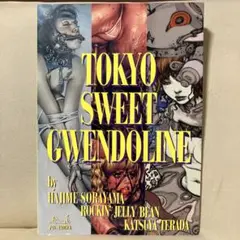 TOKYO
SWEET
GWENDOLINE
by
HAJIME SORAYAMA
ROCKIN' JELLY BEAN
KATSUYA TERADA